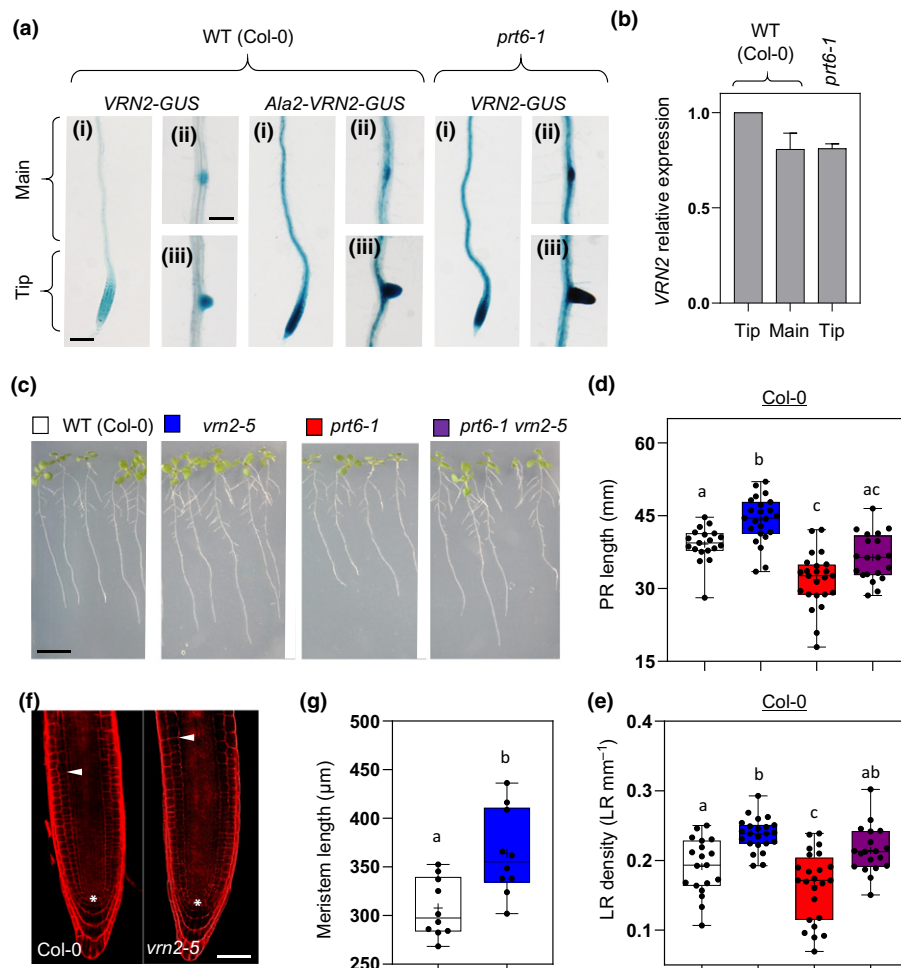 (a)
WT (Col-0)
prt6-1
VRN2-GUS
Ala2-VRN2-GUS
VRN2-GUS
(i)
(ii)
(iii)
(i)
(ii)
(iii)
(i)
(ii)
(iii)
Main
Tip
(b)
WT
(Col-0)
prt6-1
VRN2 relative expression
1.0
0.5
0.0
Tip Main Tip
(c)
WT (Col-0)
vrn2-5
prt6-1
prt6-1 vrn2-5
(d)
Col-0
PR length (mm)
60
45
30
15
a
b
c
ac
(f)
*
*
Col-0
vrn2-5
(g)
Meristem length (µm)
500
450
400
350
300
250
a
b
(e)
Col-0
LR density (LR mm⁻¹)
0.4
0.3
0.2
0.1
0
a
b
c
ab